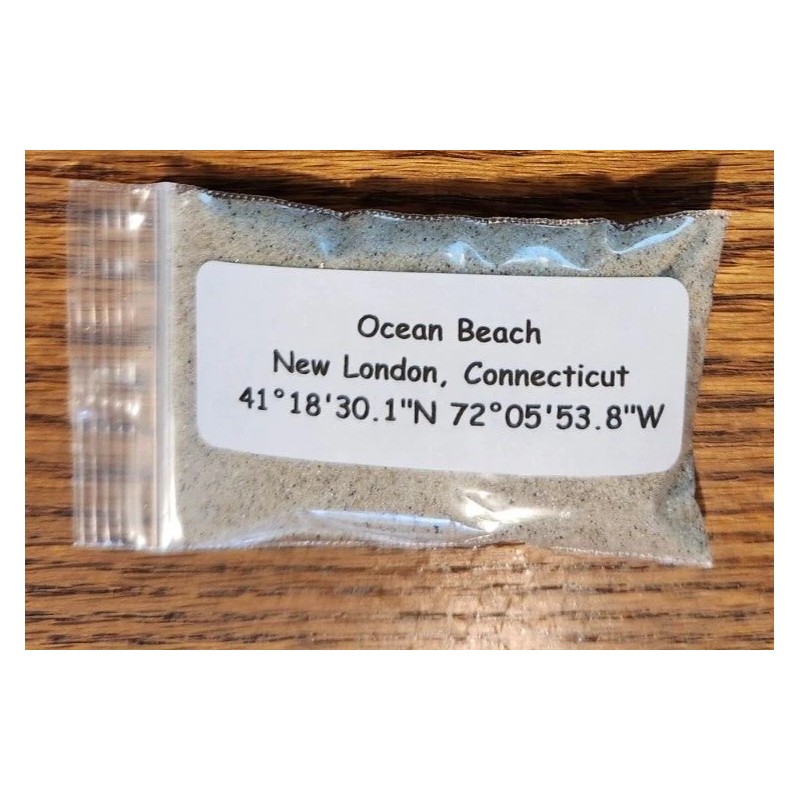 Ocean Beach
New London, Connecticut
41°18'30.1"N 72°05'53.8"W